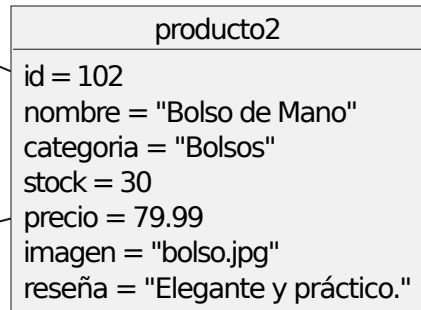 producto2
id = 102
nombre = "Bolso de Mano"
categoria = "Bolsos"
stock = 30
precio = 79.99
imagen = "bolso.jpg"
reseña = "Elegante y práctico."